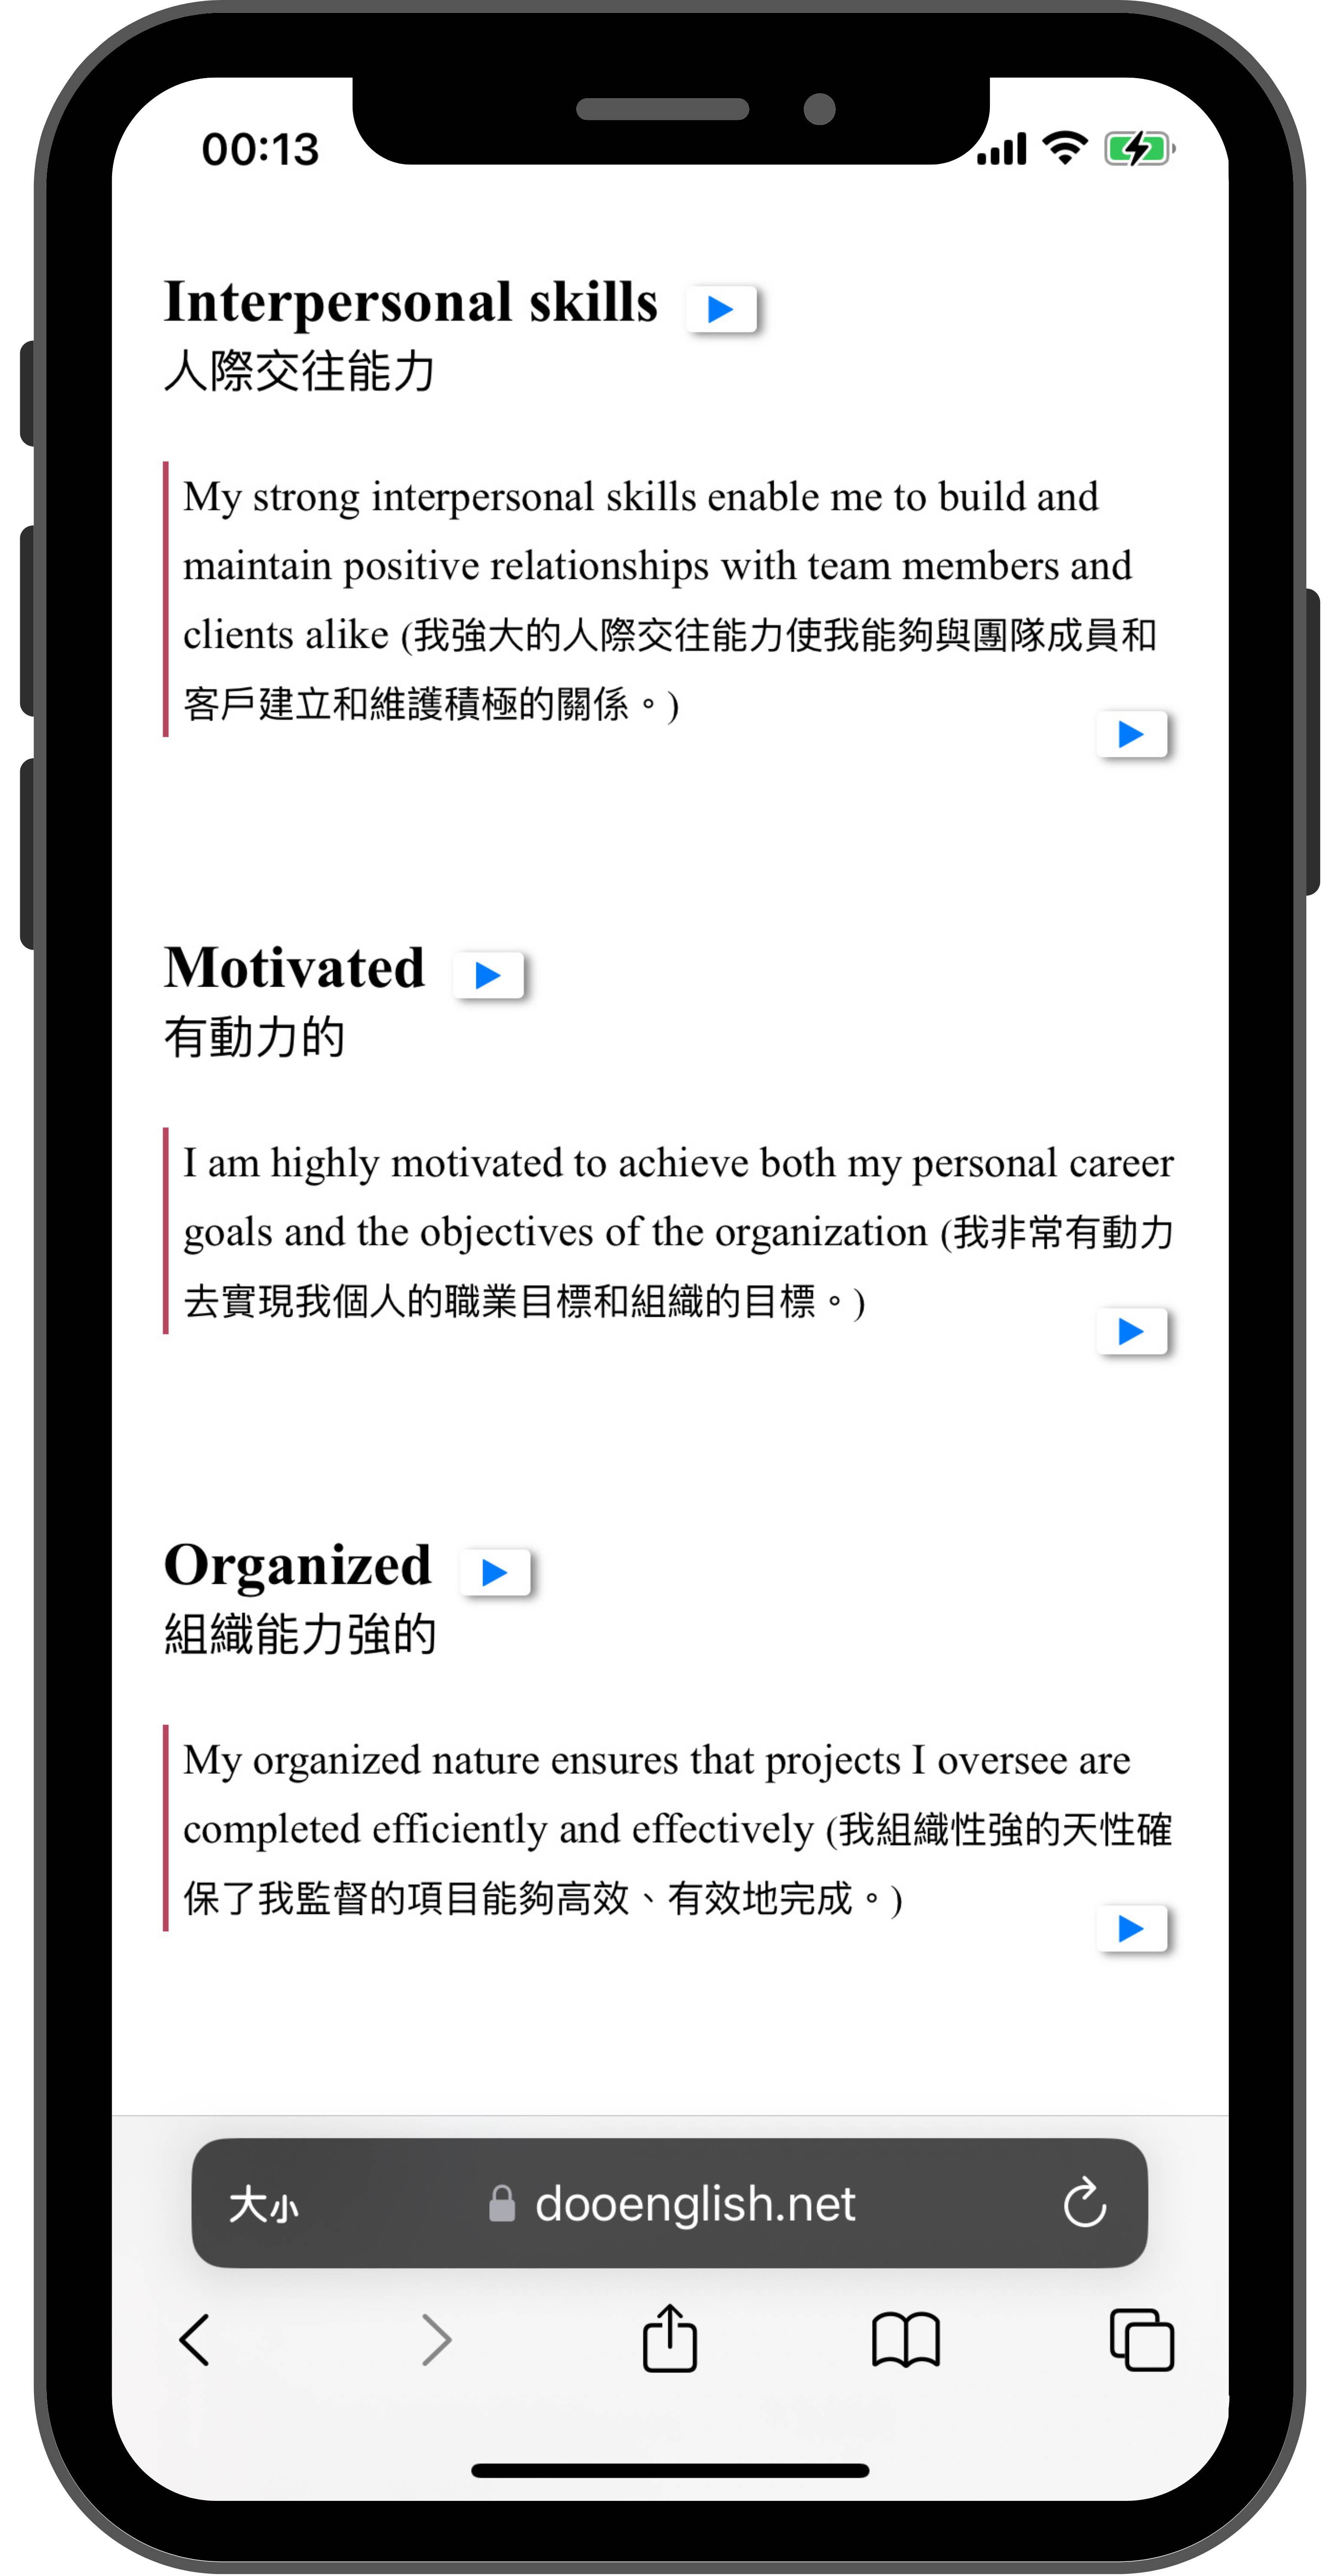 00:13
Interpersonal skills
人際交往能力
My strong interpersonal skills enable me to build and
maintain positive relationships with team members and
clients alike (我強大的人際交往能力使我能夠與團隊成員和
客戶建立和維護積極的關係。)
Motivated
有動力的
I am highly motivated to achieve both my personal career
goals and the objectives of the organization (我非常有動力
去實現我個人的職業目標和組織的目標。)
Organized
組織能力強的
My organized nature ensures that projects I oversee are
completed efficiently and effectively (我組織性強的天性確
保了我監督的項目能夠高效、有效地完成。)
大小 dooenglish.net